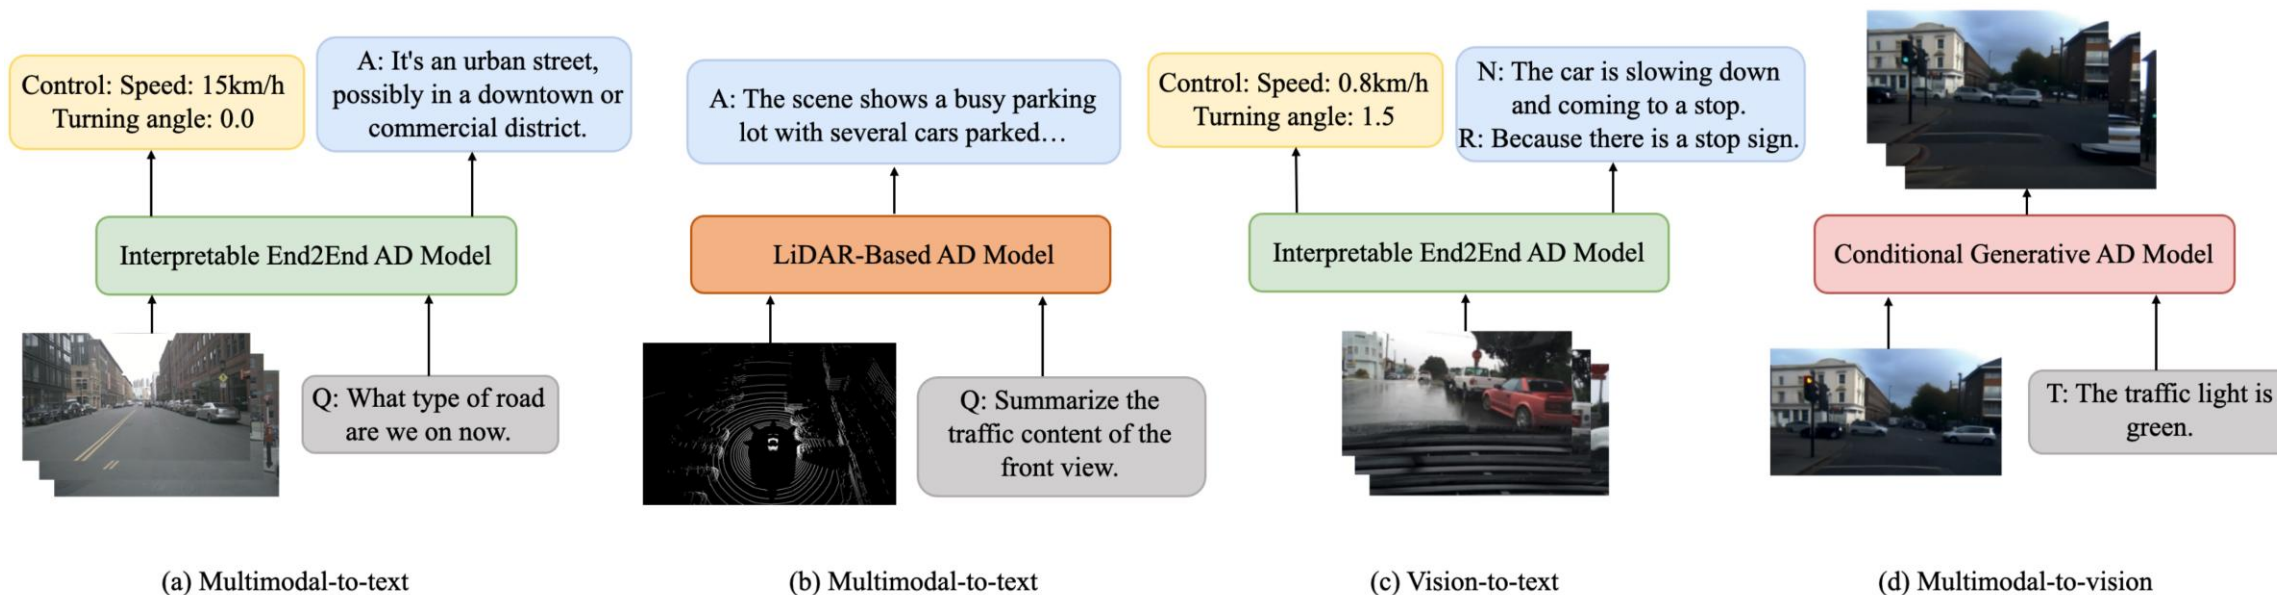 Control: Speed: 15km/h
Turning angle: 0.0
A: It's an urban street,
possibly in a downtown or
commercial district.
Interpretable End2End AD Model
Q: What type of road
are we on now.
(a) Multimodal-to-text
A: The scene shows a busy parking
lot with several cars parked…
LiDAR-Based AD Model
Q: Summarize the
traffic content of the
front view.
(b) Multimodal-to-text
Control: Speed: 0.8km/h
Turning angle: 1.5
N: The car is slowing down
and coming to a stop.
R: Because there is a stop sign.
Interpretable End2End AD Model
(c) Vision-to-text
Conditional Generative AD Model
T: The traffic light is
green.
(d) Multimodal-to-vision